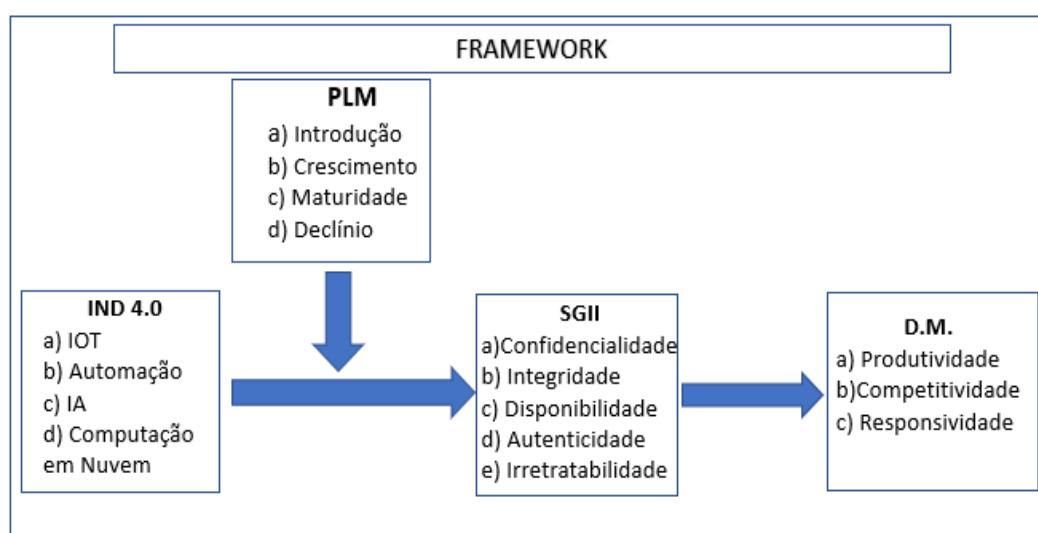 FRAMEWORK
PLM
a) Introdução
b) Crescimento
c) Maturidade
d) Declínio
IND 4.0
a) IOT
b) Automação
c) IA
d) Computação
em Nuvem
SGII
a)Confidencialidade
b) Integridade
c) Disponibilidade
d) Autenticidade
e) Irretratabilidade
D.M.
a) Produtividade
b)Competitividade
c) Responsividade